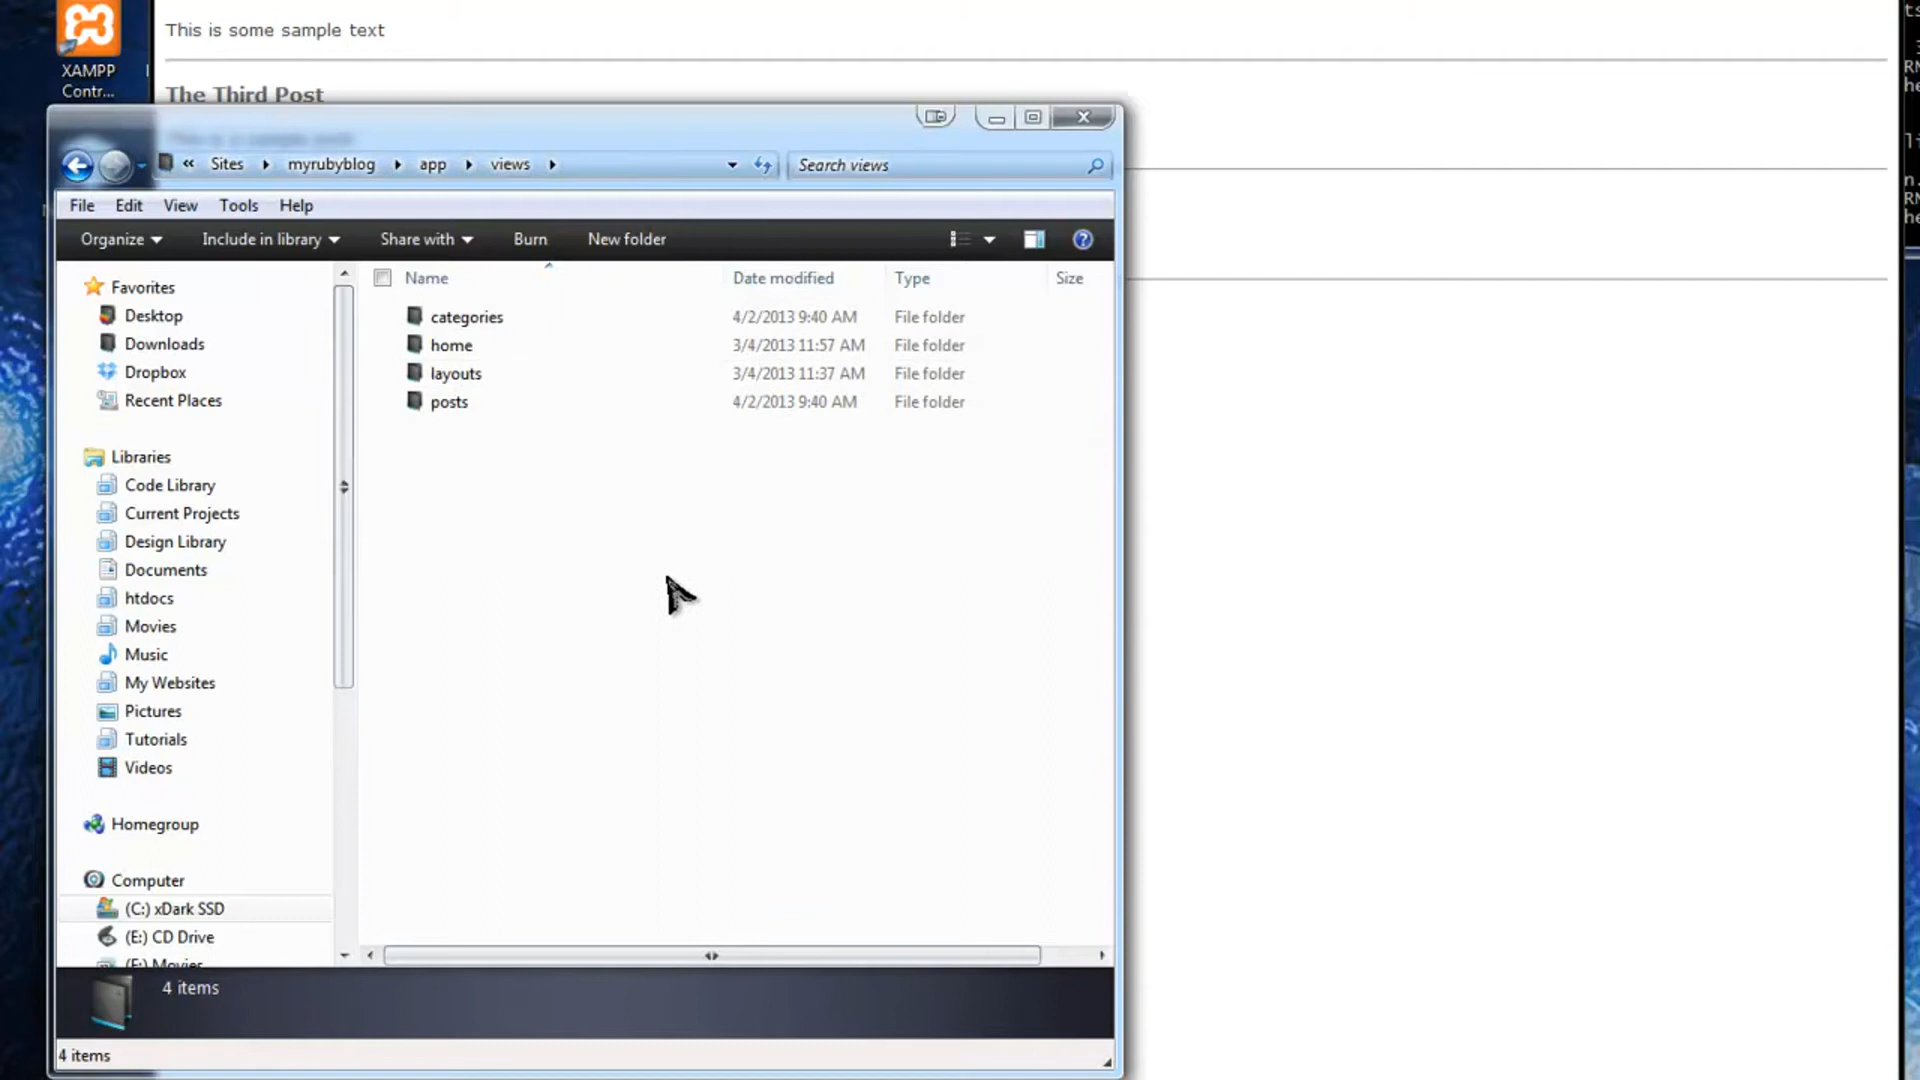 This is some sample text
XAMPP
Contr...
The Third Post
« Sites myrubyblog app views
Search views
File Edit View Tools Help
Organize Include in library Share with Burn New folder
Name Date modified Type Size
categories 4/2/2013 9:40 AM File folder
home 3/4/2013 11:57 AM File folder
layouts 3/4/2013 11:37 AM File folder
posts 4/2/2013 9:40 AM File folder
Favorites
Desktop
Downloads
Dropbox
Recent Places
Libraries
Code Library
Current Projects
Design Library
Documents
htdocs
Movies
Music
My Websites
Pictures
Tutorials
Videos
Homegroup
Computer
(C:) xDark SSD
(E:) CD Drive
(F:) Movies
4 items
4 items